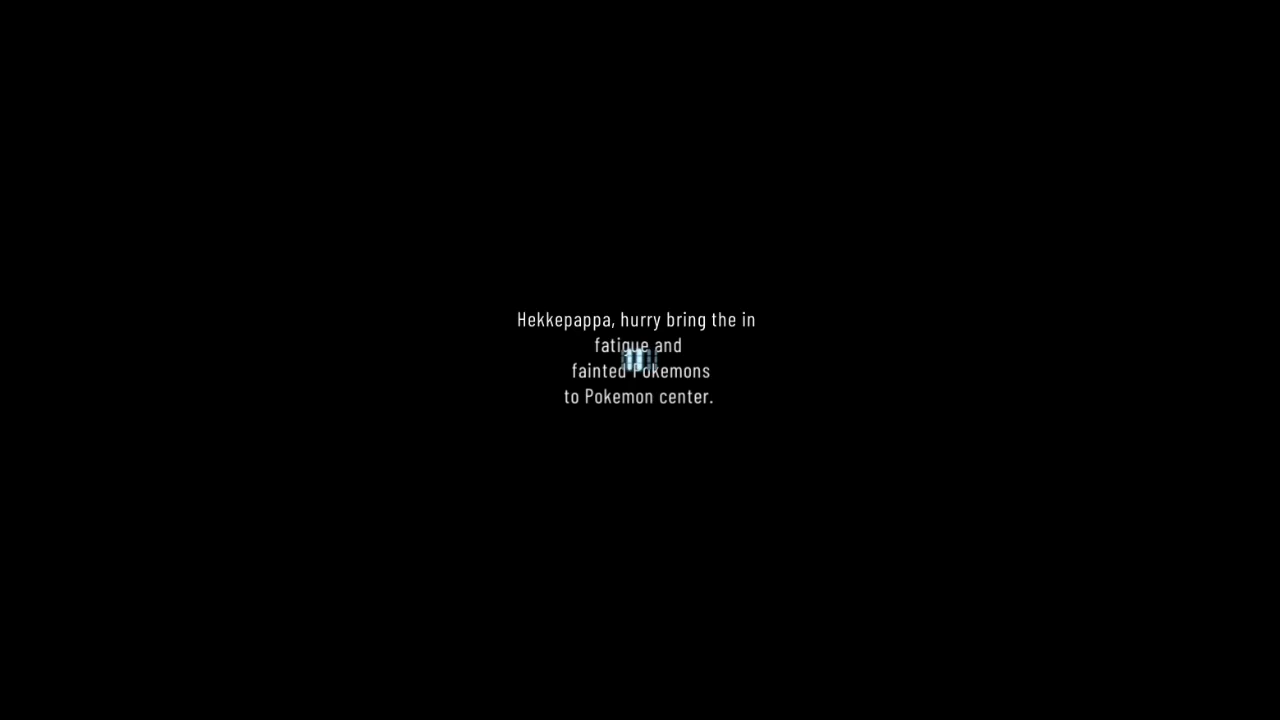 Hekkepappa, hurry bring the in
fatigue and
fainted Pokemons
to Pokemon center.